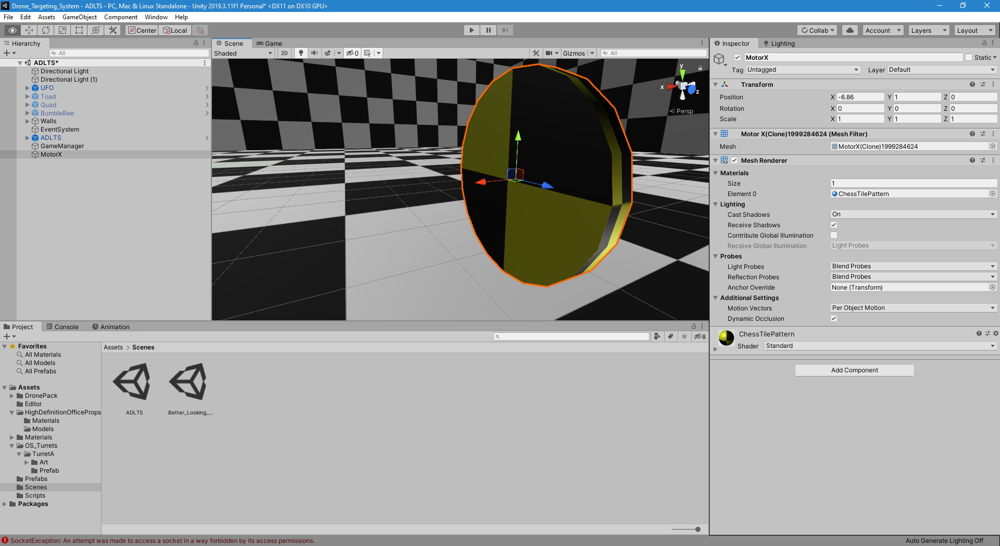 Drone_Targeting_System - ADLTS - PC, Mac & Linux Standalone - Unity 2019.3.11f1 Personal* <DX11 on DX10 GPU>
File Edit Assets GameObject Component Window Help
Center Local Collab Account Layers Layout
Hierarchy
All
ADLTS*
Directional Light
Directional Light (1)
UFO
Toad
Quad
BumbleBee
Walls
EventSystem
ADLTS
GameManager
MotorX
Scene Game
Shaded 2D 0 Gizmos All
y
x
z
Persp
Inspector Lighting
MotorX Static
Tag Untagged Layer Default
Transform
Position X -6.86 Y 1 Z 0
Rotation X 0 Y 0 Z 0
Scale X 1 Y 1 Z 1
Motor X(Clone)1999284624 (Mesh Filter)
Mesh MotorX(Clone)1999284624
Mesh Renderer
Materials
Size 1
Element 0 ChessTilePattern
Lighting
Cast Shadows On
Receive Shadows
Contribute Global Illumination
Receive Global Illumination Light Probes
Probes
Light Probes Blend Probes
Reflection Probes Blend Probes
Anchor Override None (Transform)
Additional Settings
Motion Vectors Per Object Motion
Dynamic Occlusion
ChessTilePattern
Shader Standard
Add Component
Project Console Animation
8
Favorites
All Materials
All Models
All Prefabs
Assets
DronePack
Editor
HighDefinitionOfficeProps
Materials
Models
Materials
OS_Turrets
TurretA
Art
Prefab
Prefabs
Scenes
Scripts
Packages
Assets > Scenes
ADLTS Better_Looking_...
SocketException: An attempt was made to access a socket in a way forbidden by its access permissions.
Auto Generate Lighting Off